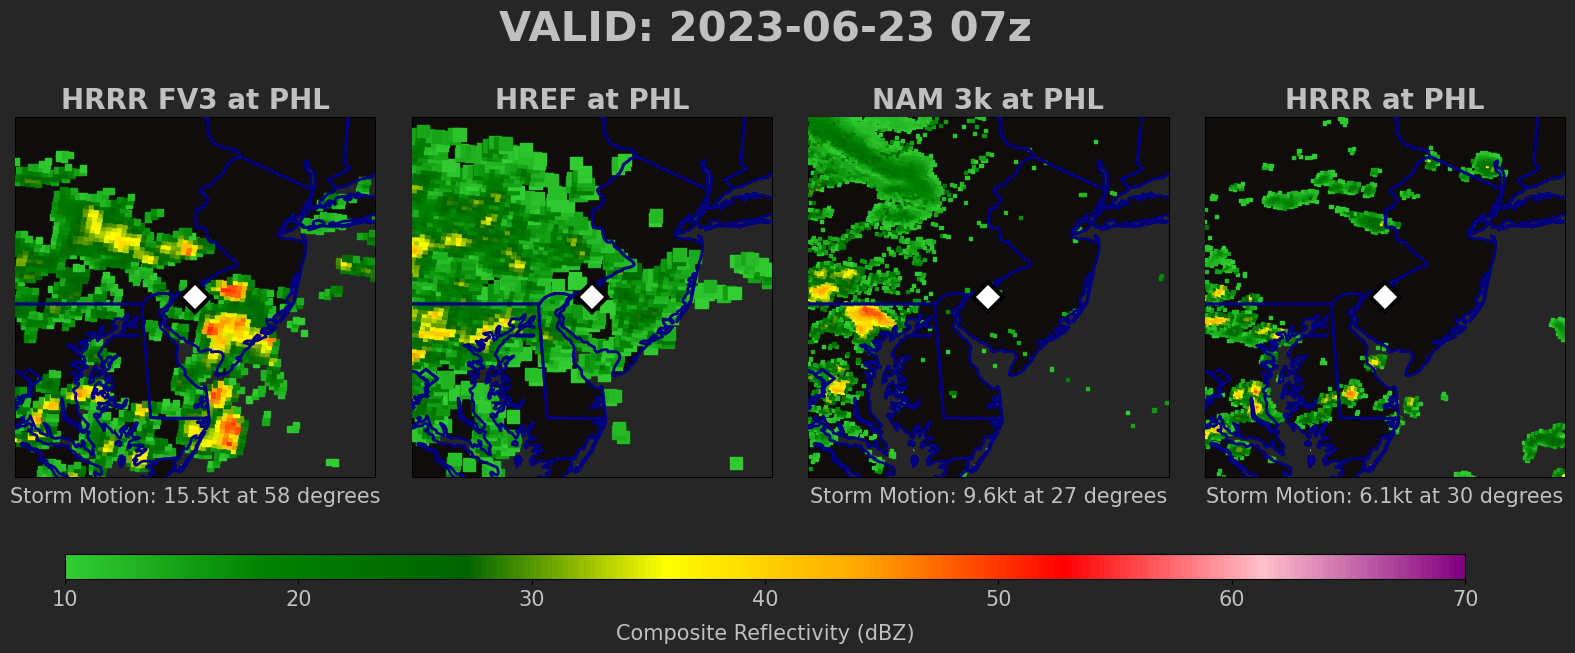 VALID: 2023-06-23 07z
HRRR FV3 at PHL
HREF at PHL
NAM 3k at PHL
HRRR at PHL
Storm Motion: 15.5kt at 58 degrees
Storm Motion: 9.6kt at 27 degrees
Storm Motion: 6.1kt at 30 degrees
10 20 30 40 50 60 70
Composite Reflectivity (dBZ)